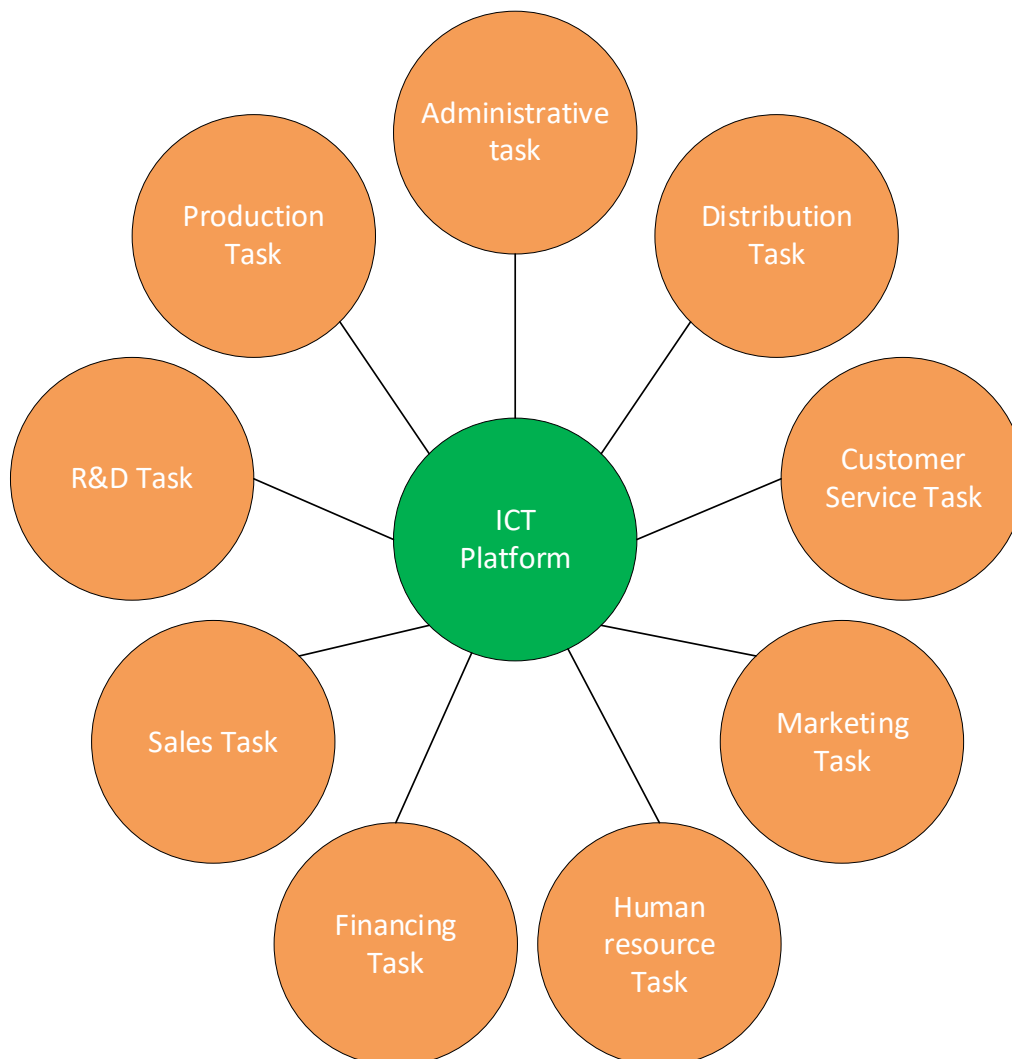 Administrative
task
Production
Task
Distribution
Task
R&D Task
Customer
Service Task
ICT
Platform
Sales Task
Marketing
Task
Financing
Task
Human
resource
Task